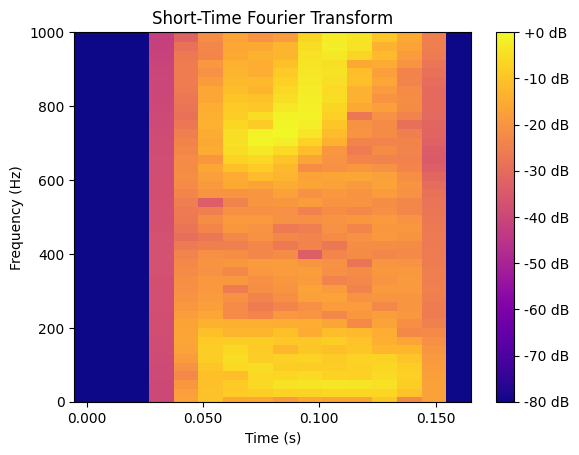 Short-Time Fourier Transform
1000
800
600
400
200
0
Frequency (Hz)
0.000
0.050
0.100
0.150
Time (s)
+0 dB
-10 dB
-20 dB
-30 dB
-40 dB
-50 dB
-60 dB
-70 dB
-80 dB